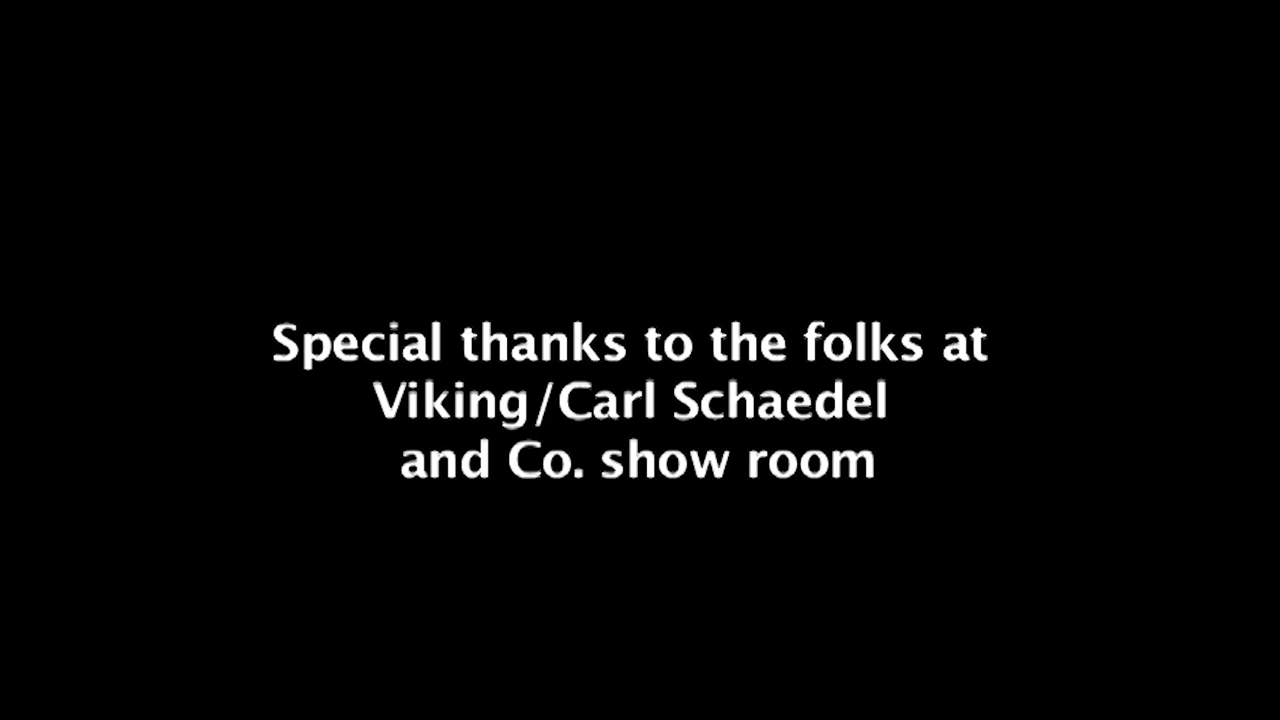 Special thanks to the folks at
Viking/Carl Schaedel
and Co. show room